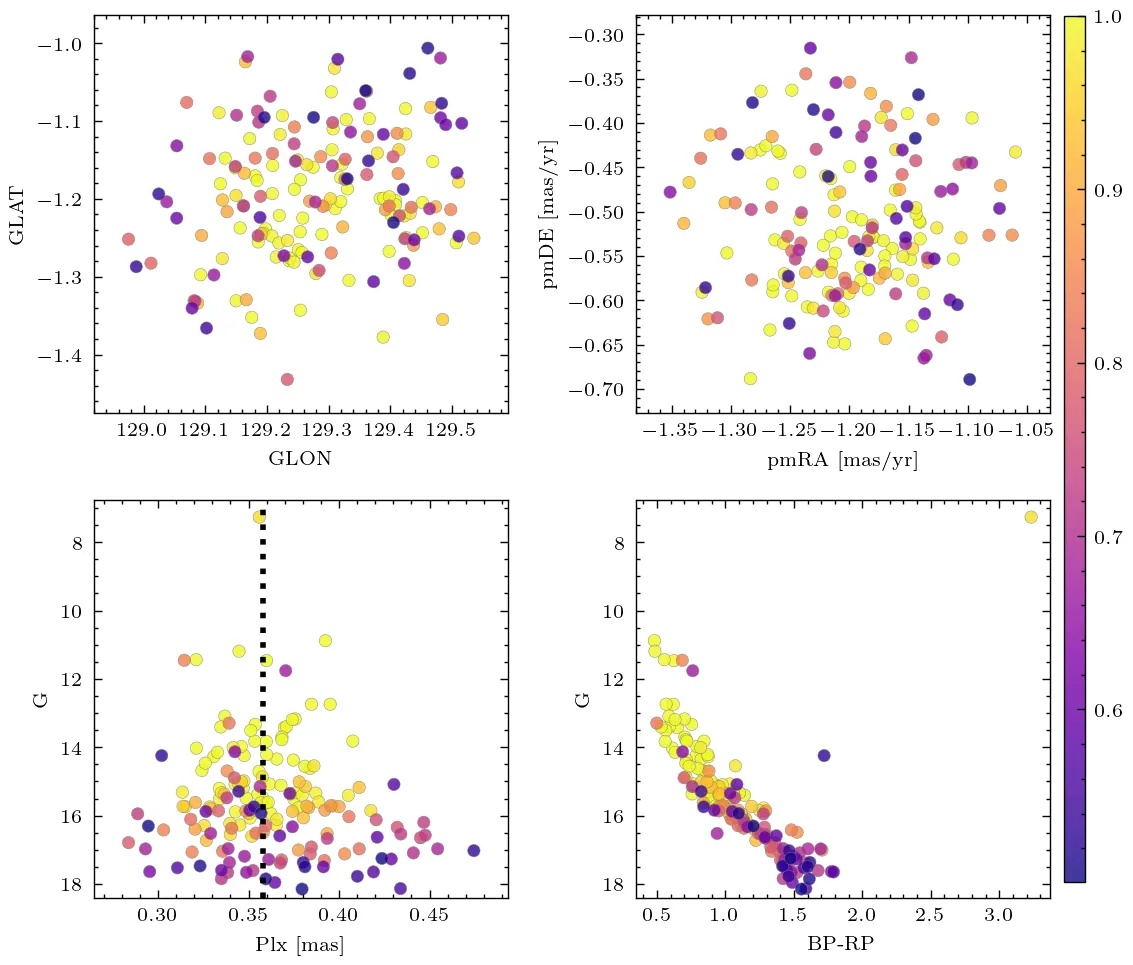 −1.0
−1.1
−1.2
−1.3
−1.4
GLAT
129.0 129.1 129.2 129.3 129.4 129.5
GLON
−0.30
−0.35
−0.40
−0.45
−0.50
−0.55
−0.60
−0.65
−0.70
pmDE [mas/yr]
−1.35 −1.30 −1.25 −1.20 −1.15 −1.10 −1.05
pmRA [mas/yr]
8
10
12
14
16
18
G
0.30 0.35 0.40 0.45
Plx [mas]
8
10
12
14
16
18
G
0.5 1.0 1.5 2.0 2.5 3.0
BP-RP
1.0
0.9
0.8
0.7
0.6